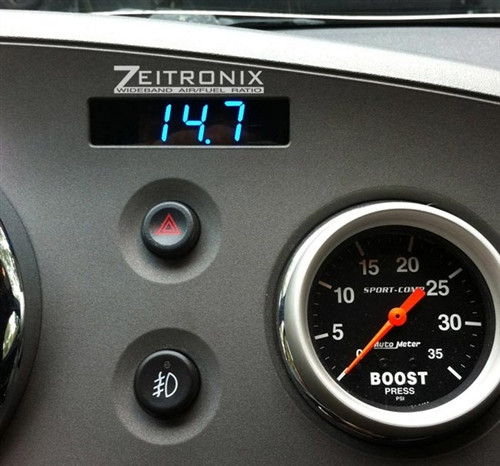 ZEITRONIX
WIDEBAND AIR/FUEL RATIO
14.7
0
5
10
15
20
25
30
35
SPORT-COMP
Auto Meter
BOOST
PRESS
PSI